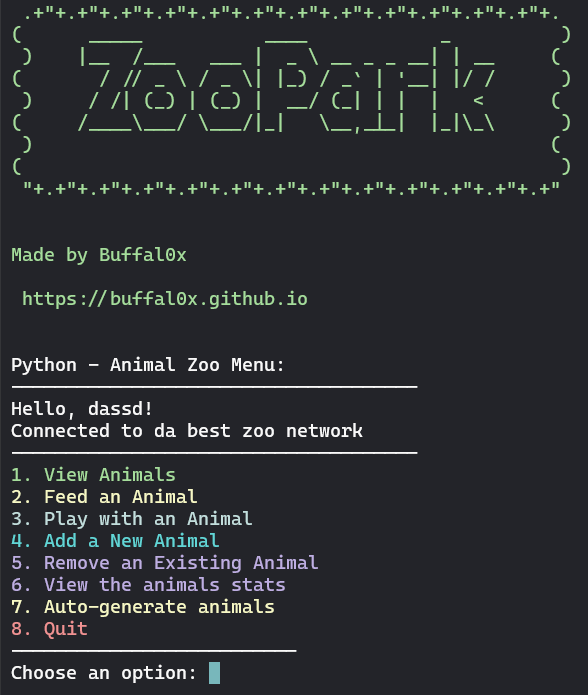 ZooPark
Made by Buffal0x
https://buffal0x.github.io
Python - Animal Zoo Menu:
Hello, dassd!
Connected to da best zoo network
1. View Animals
2. Feed an Animal
3. Play with an Animal
4. Add a New Animal
5. Remove an Existing Animal
6. View the animals stats
7. Auto-generate animals
8. Quit
Choose an option: